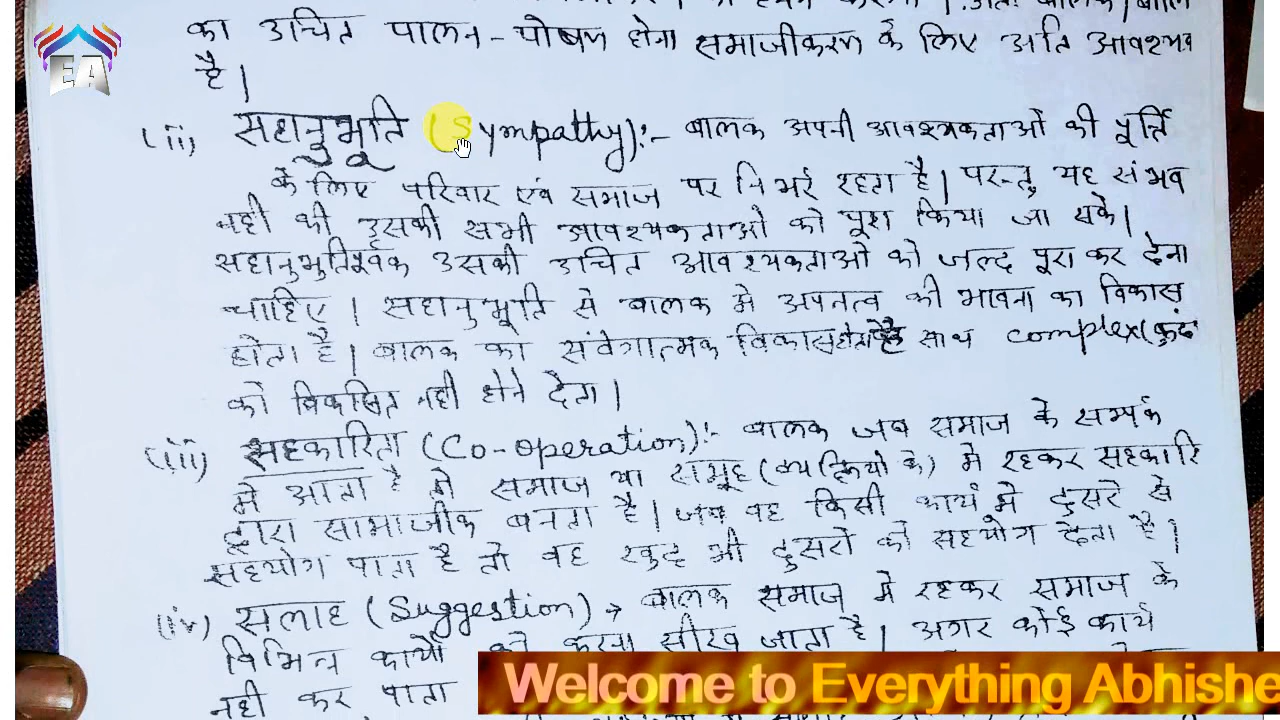 का उचित पालन-पोषण होना समाजीकरण के लिए अति आवश्यक
है।
EA
(ii) सहानुभूति (Sympathy):- बालक अपनी आवश्यकताओं की पूर्ति
के लिए परिवार एवं समाज पर निर्भर रहता है। परन्तु यह संभव
नही की उसकी सभी आवश्यकताओं को पूरा किया जा सके।
सहानुभुतिपूर्वक उसकी उचित आवश्यकताओं को जल्द पूरा कर देना
चाहिए। सहानुभूति से बालक मे अपनत्व की भावना का विकास
होता है। बालक का संवेगात्मक विकास होता है साथ complex(
को विकसित नही होने देता।
(iii) सहकारिता (Co-operation):- बालक जब समाज के सम्पर्क
मे आता है तो समाज या समूह (व्यक्तियो के) मे रहकर सहकारि
द्वारा सामाजीक बनता है। जब वह किसी कार्य मे दुसरे से
सहयोग पाता है तो वह खुद भी दुसरो को सहयोग देता है।
(iv) सलाह (Suggestion) → बालक समाज मे रहकर समाज के
विभिन्न कार्यो को करना सीख जाता है। अगर कोई कार्य
नही कर पाता
Welcome to Everything Abhishe